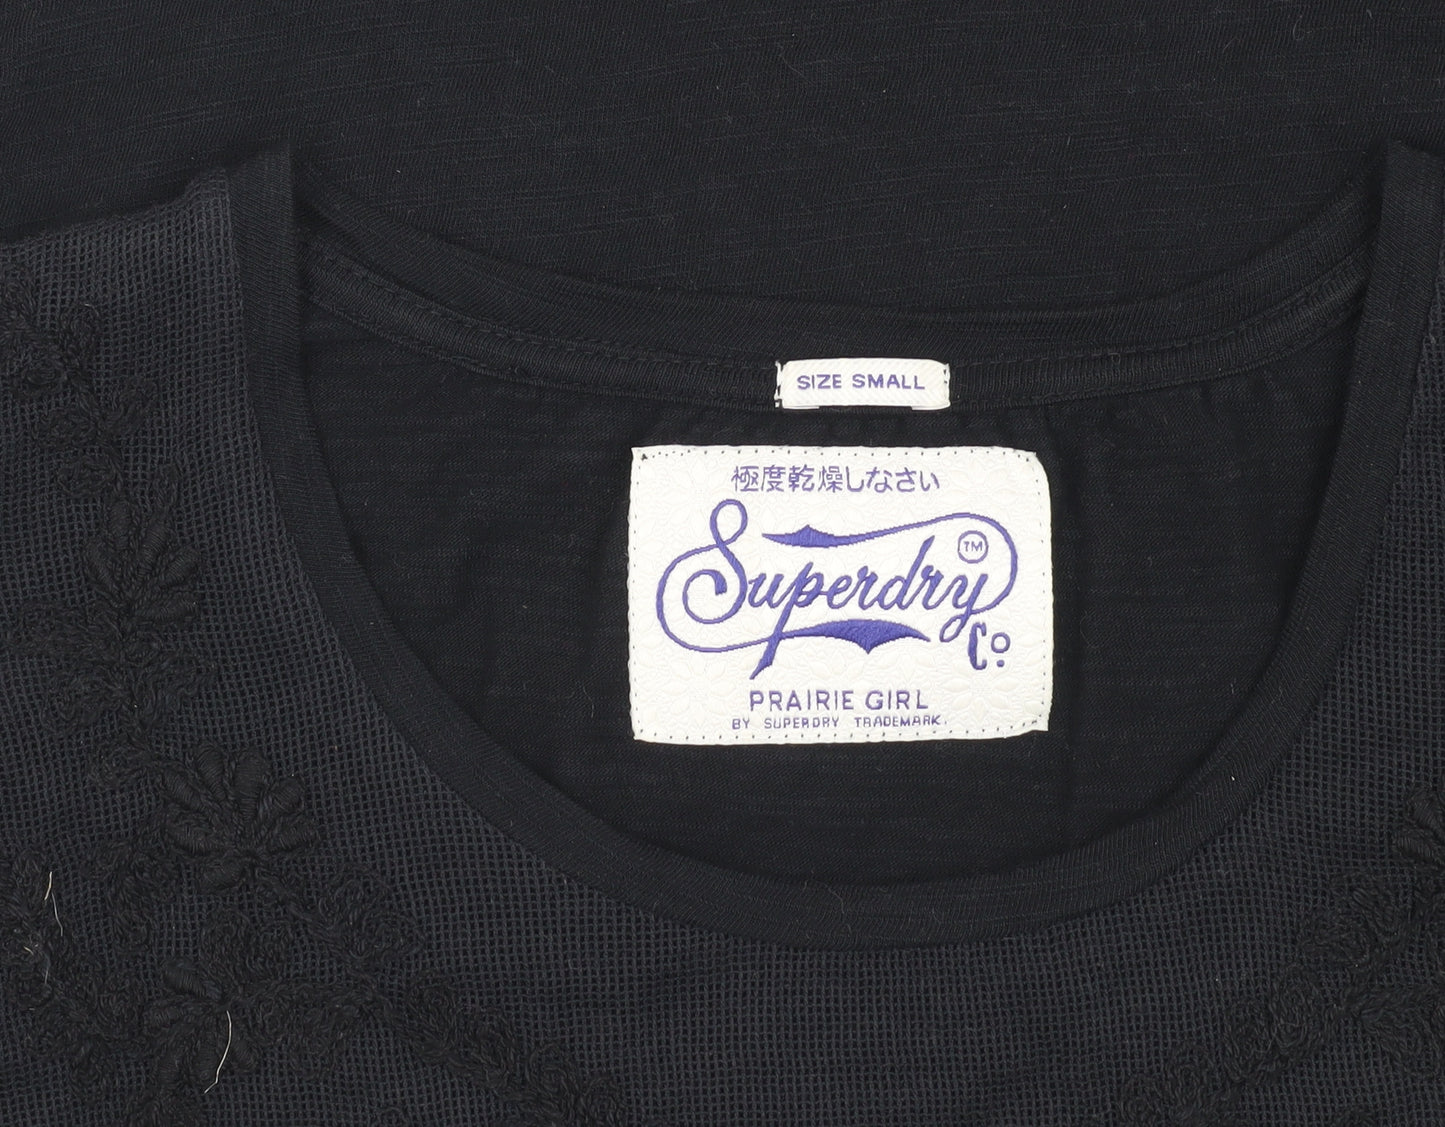 SIZE SMALL
極度乾燥しなさい
Superdry TM
Co.
PRAIRIE GIRL
BY SUPERDRY TRADEMARK.